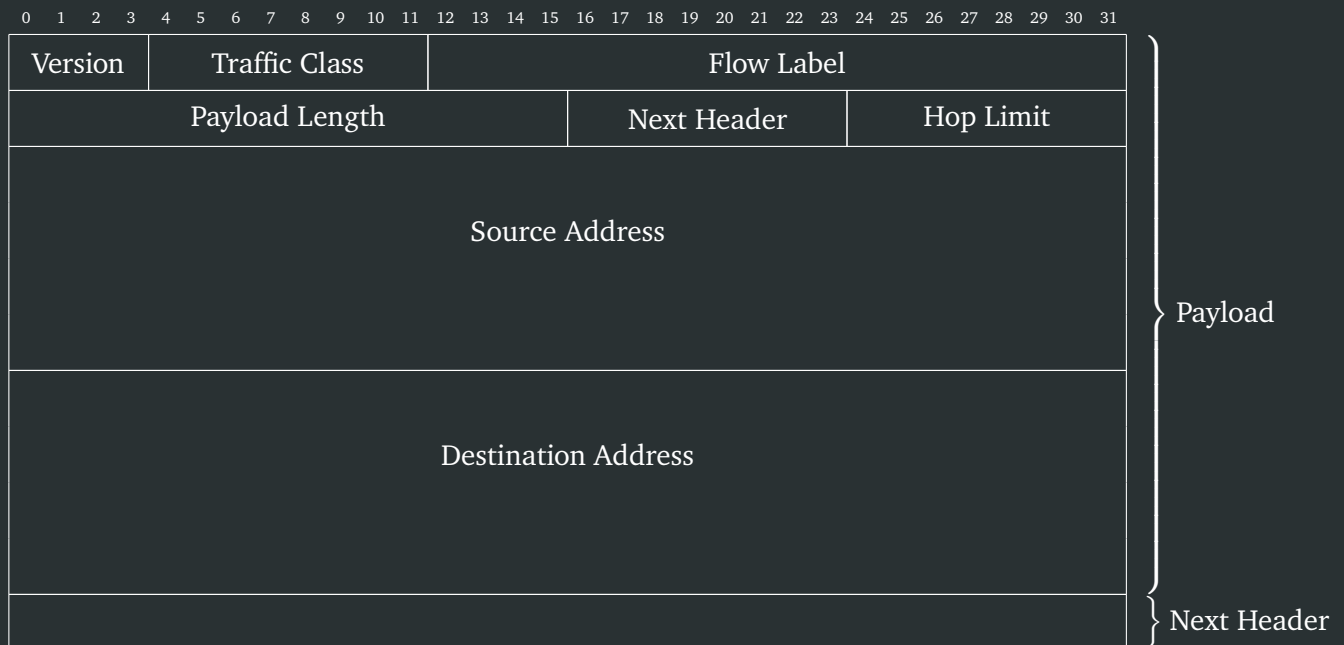 0 1 2 3 4 5 6 7 8 9 10 11 12 13 14 15 16 17 18 19 20 21 22 23 24 25 26 27 28 29 30 31
Version Traffic Class Flow Label
Payload Length Next Header Hop Limit
Source Address
Payload
Destination Address
Next Header